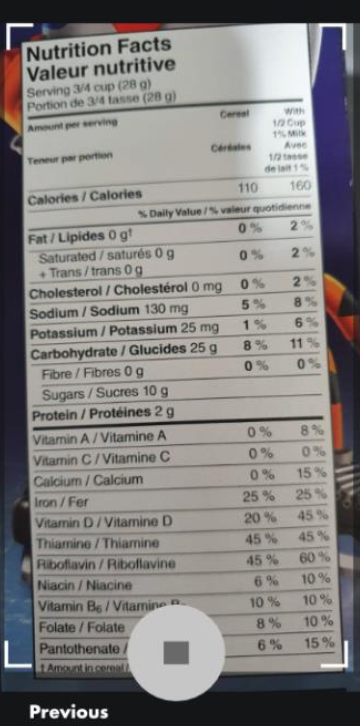 Nutrition Facts
Valeur nutritive
Serving 3/4 cup (28 g)
Portion de 3/4 tasse (28 g)
Amount per serving Cereal With 1/2 Cup 1% Milk
Teneur par portion Céréales Avec 1/2 tasse de lait 1 %
Calories / Calories 110 160
% Daily Value / % valeur quotidienne
Fat / Lipides 0 g† 0 % 2 %
Saturated / saturés 0 g 0 % 2 %
+ Trans / trans 0 g
Cholesterol / Cholestérol 0 mg 0 % 2 %
Sodium / Sodium 130 mg 5 % 8 %
Potassium / Potassium 25 mg 1 % 6 %
Carbohydrate / Glucides 25 g 8 % 11 %
Fibre / Fibres 0 g 0 % 0 %
Sugars / Sucres 10 g
Protein / Protéines 2 g
Vitamin A / Vitamine A 0 % 8 %
Vitamin C / Vitamine C 0 % 0 %
Calcium / Calcium 0 % 15 %
Iron / Fer 25 % 25 %
Vitamin D / Vitamine D 20 % 45 %
Thiamine / Thiamine 45 % 45 %
Riboflavin / Riboflavine 45 % 60 %
Niacin / Niacine 6 % 10 %
Vitamin B₆ / Vitamine 10 % 10 %
Folate / Folate 8 % 10 %
Pantothenate / 6 % 15 %
† Amount in cereal /
Previous